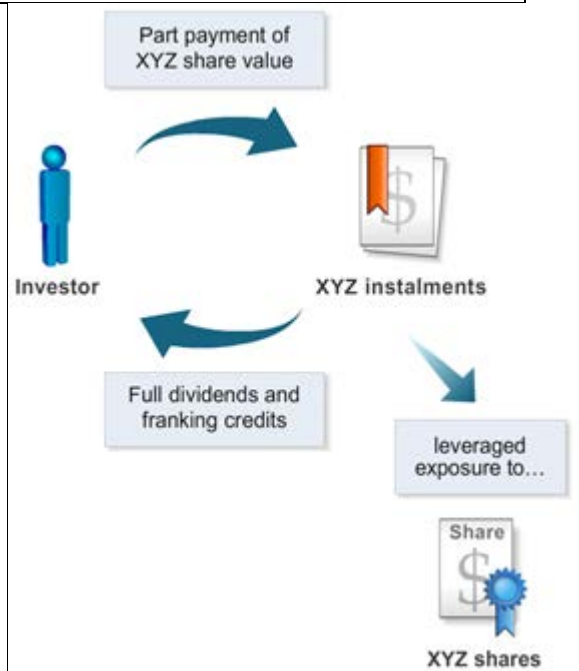 Part payment of
XYZ share value
Investor
XYZ instalments
$
Full dividends and
franking credits
leveraged
exposure to...
Share
$
XYZ shares